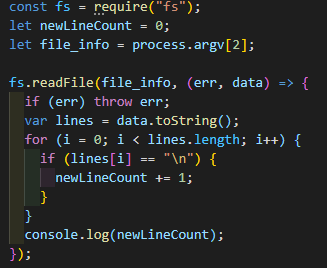 const fs = require("fs");
let newLineCount = 0;
let file_info = process.argv[2];

fs.readFile(file_info, (err, data) => {
  if (err) throw err;
  var lines = data.toString();
  for (i = 0; i < lines.length; i++) {
    if (lines[i] == "\n") {
      newLineCount += 1;
    }
  }
  console.log(newLineCount);
});